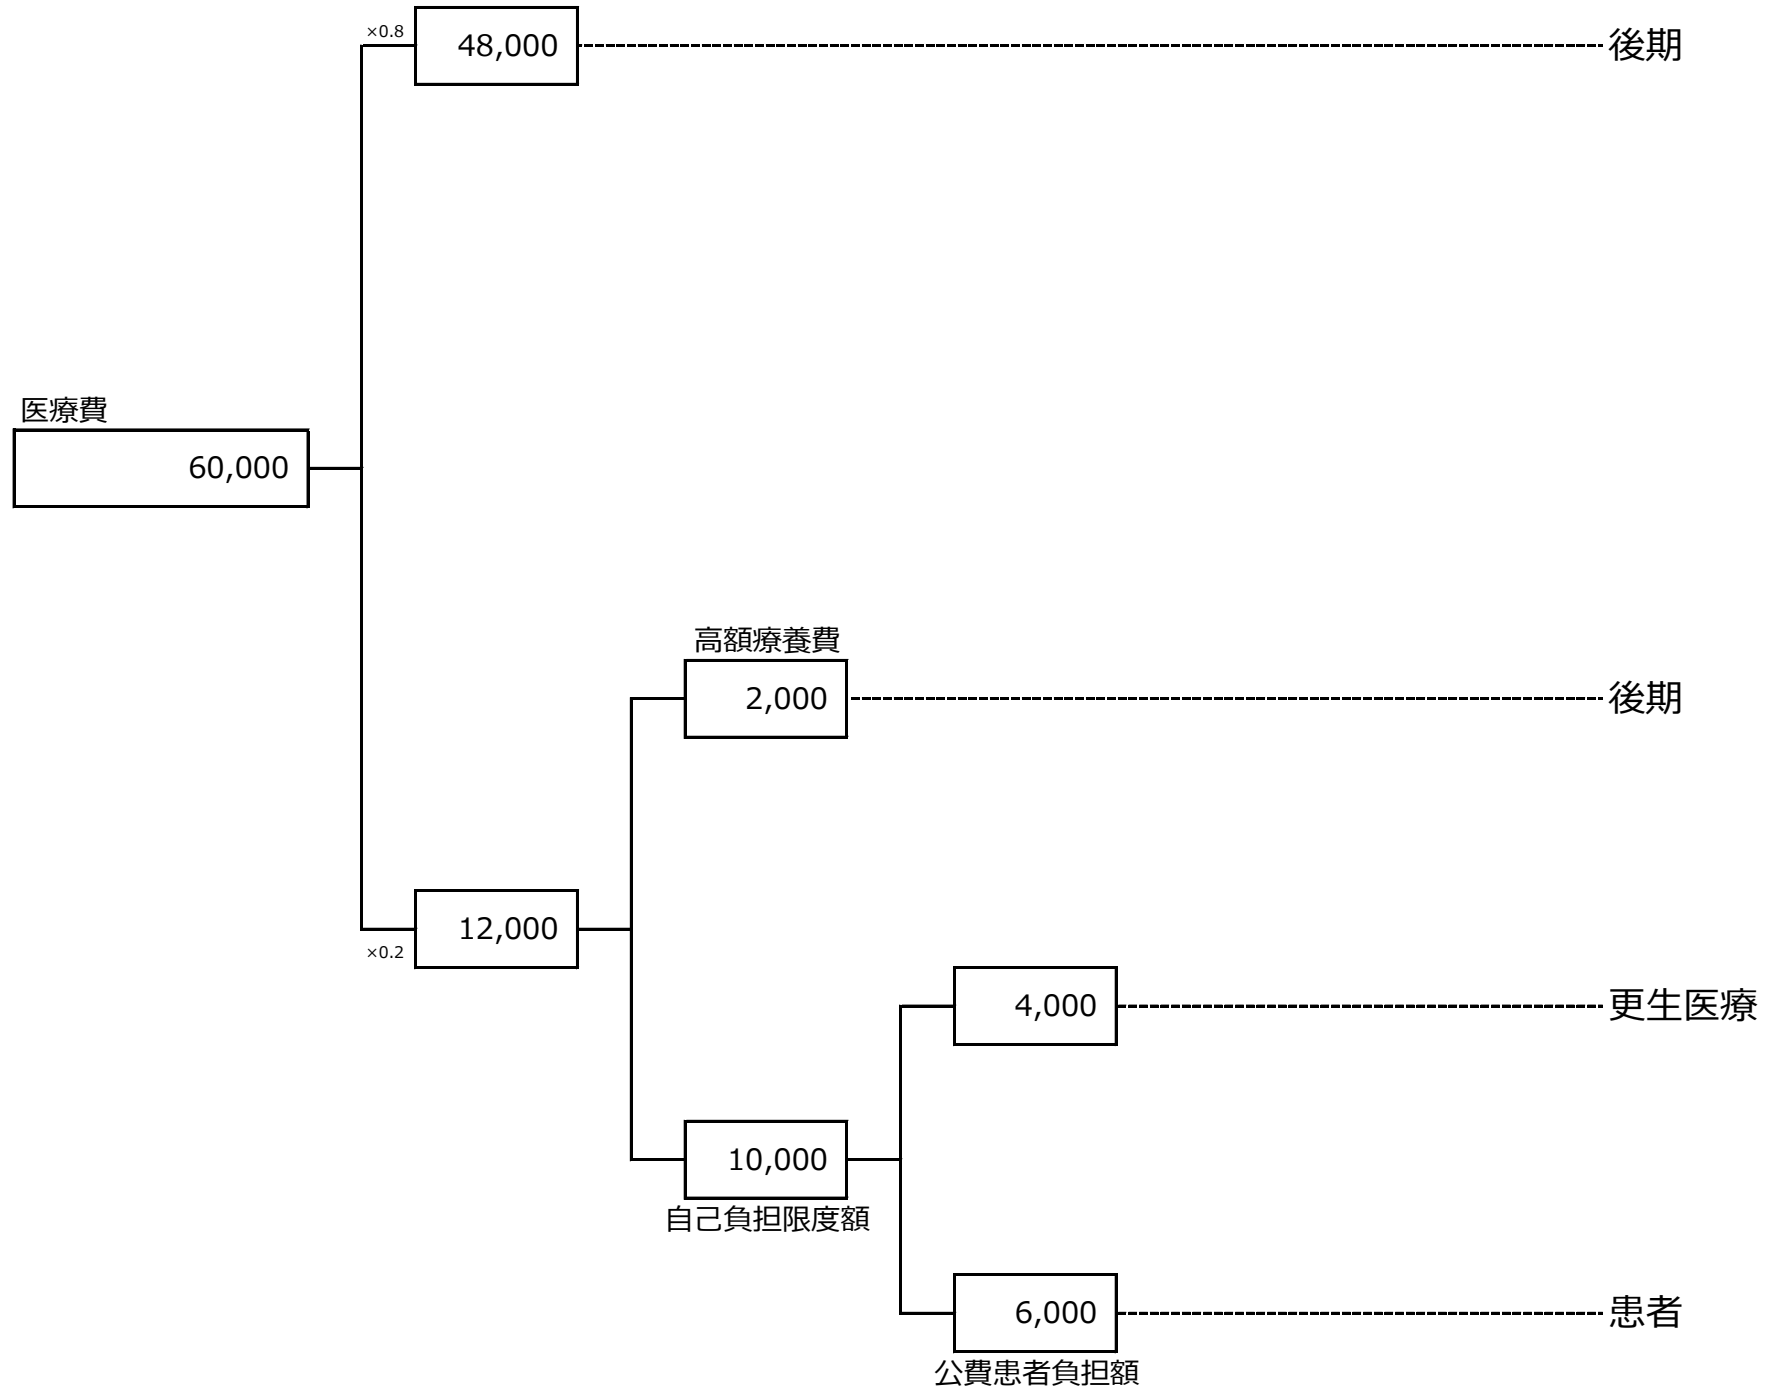 ×0.8
48,000
後期
医療費
60,000
高額療養費
2,000
後期
12,000
×0.2
4,000
更生医療
10,000
自己負担限度額
6,000
患者
公費患者負担額